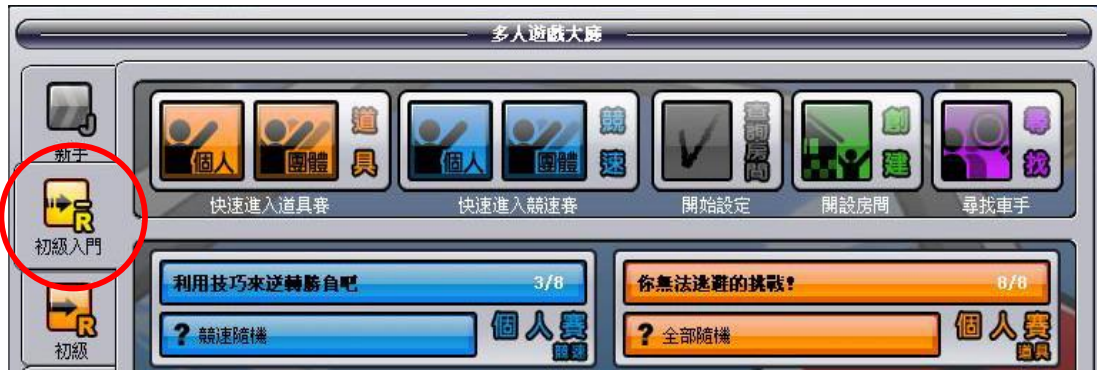 多人遊戲大廳
新手
J
R
初級入門
R
初級
個人 團體 道具
快速進入道具賽
個人 團體 競速
快速進入競速賽
查詢房間
開始設定
創建
開設房間
尋找
尋找車手
利用技巧來逆轉勝負吧 3/8
? 競速隨機 個人賽 競速
你無法逃避的挑戰! 8/8
? 全部隨機 個人賽 道具